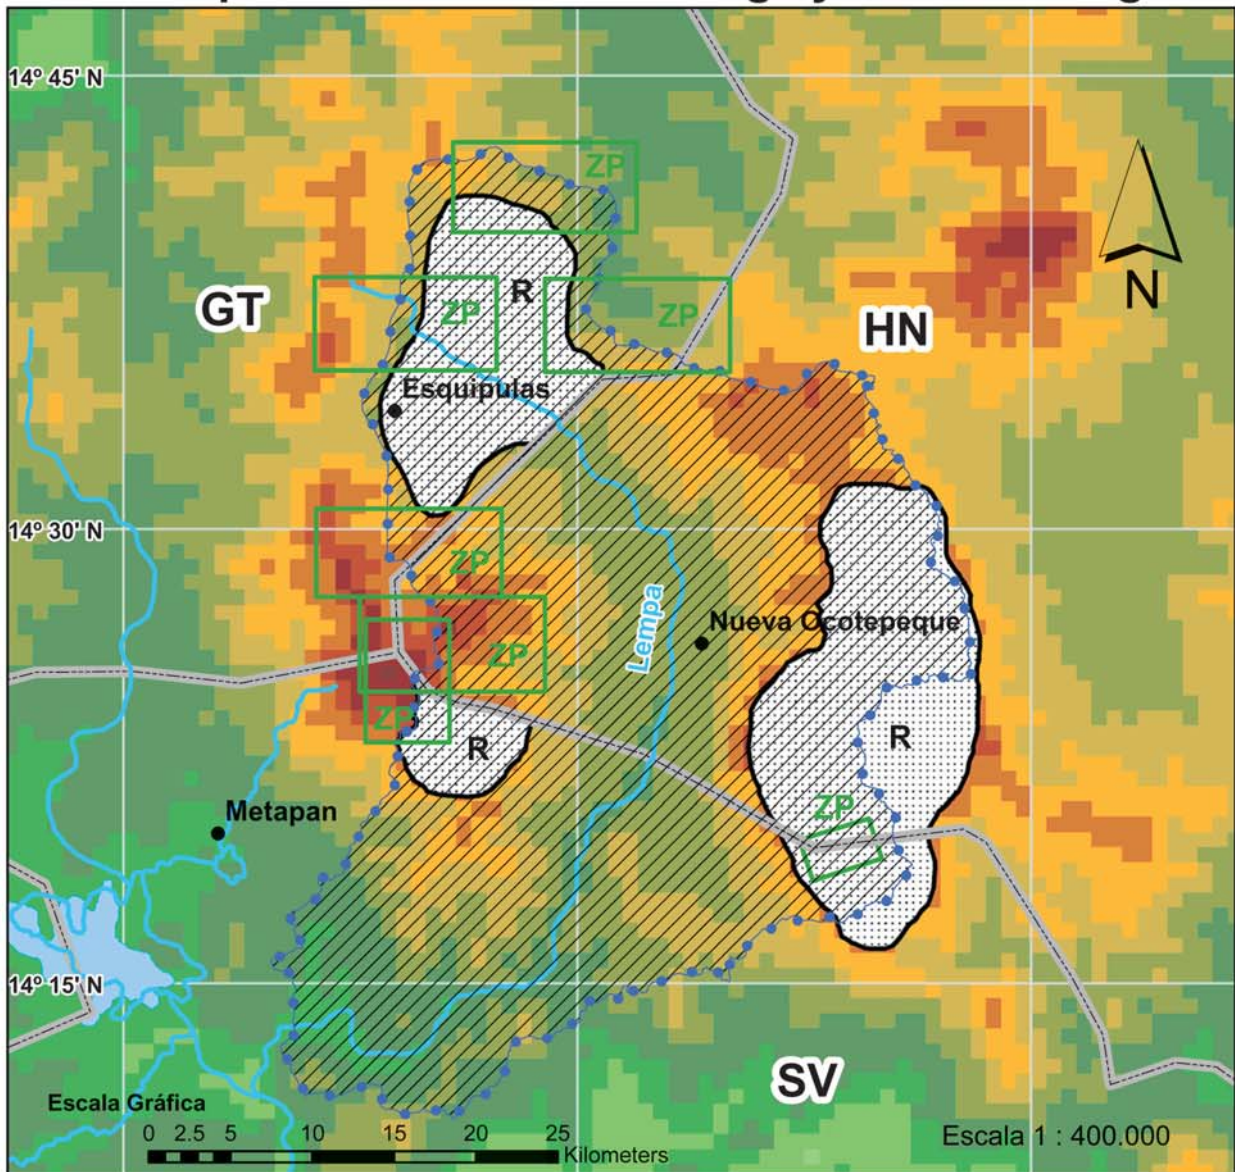 14° 45' N
ZP
GT
ZP
R
ZP
HN
N
Esquipulas
14° 30' N
ZP
Lempa
Nueva Ocotepeque
ZP
ZP
R
R
Metapan
ZP
14° 15' N
SV
Escala Gráfica
0 2.5 5 10 15 20 25
Kilometers
Escala 1 : 400.000